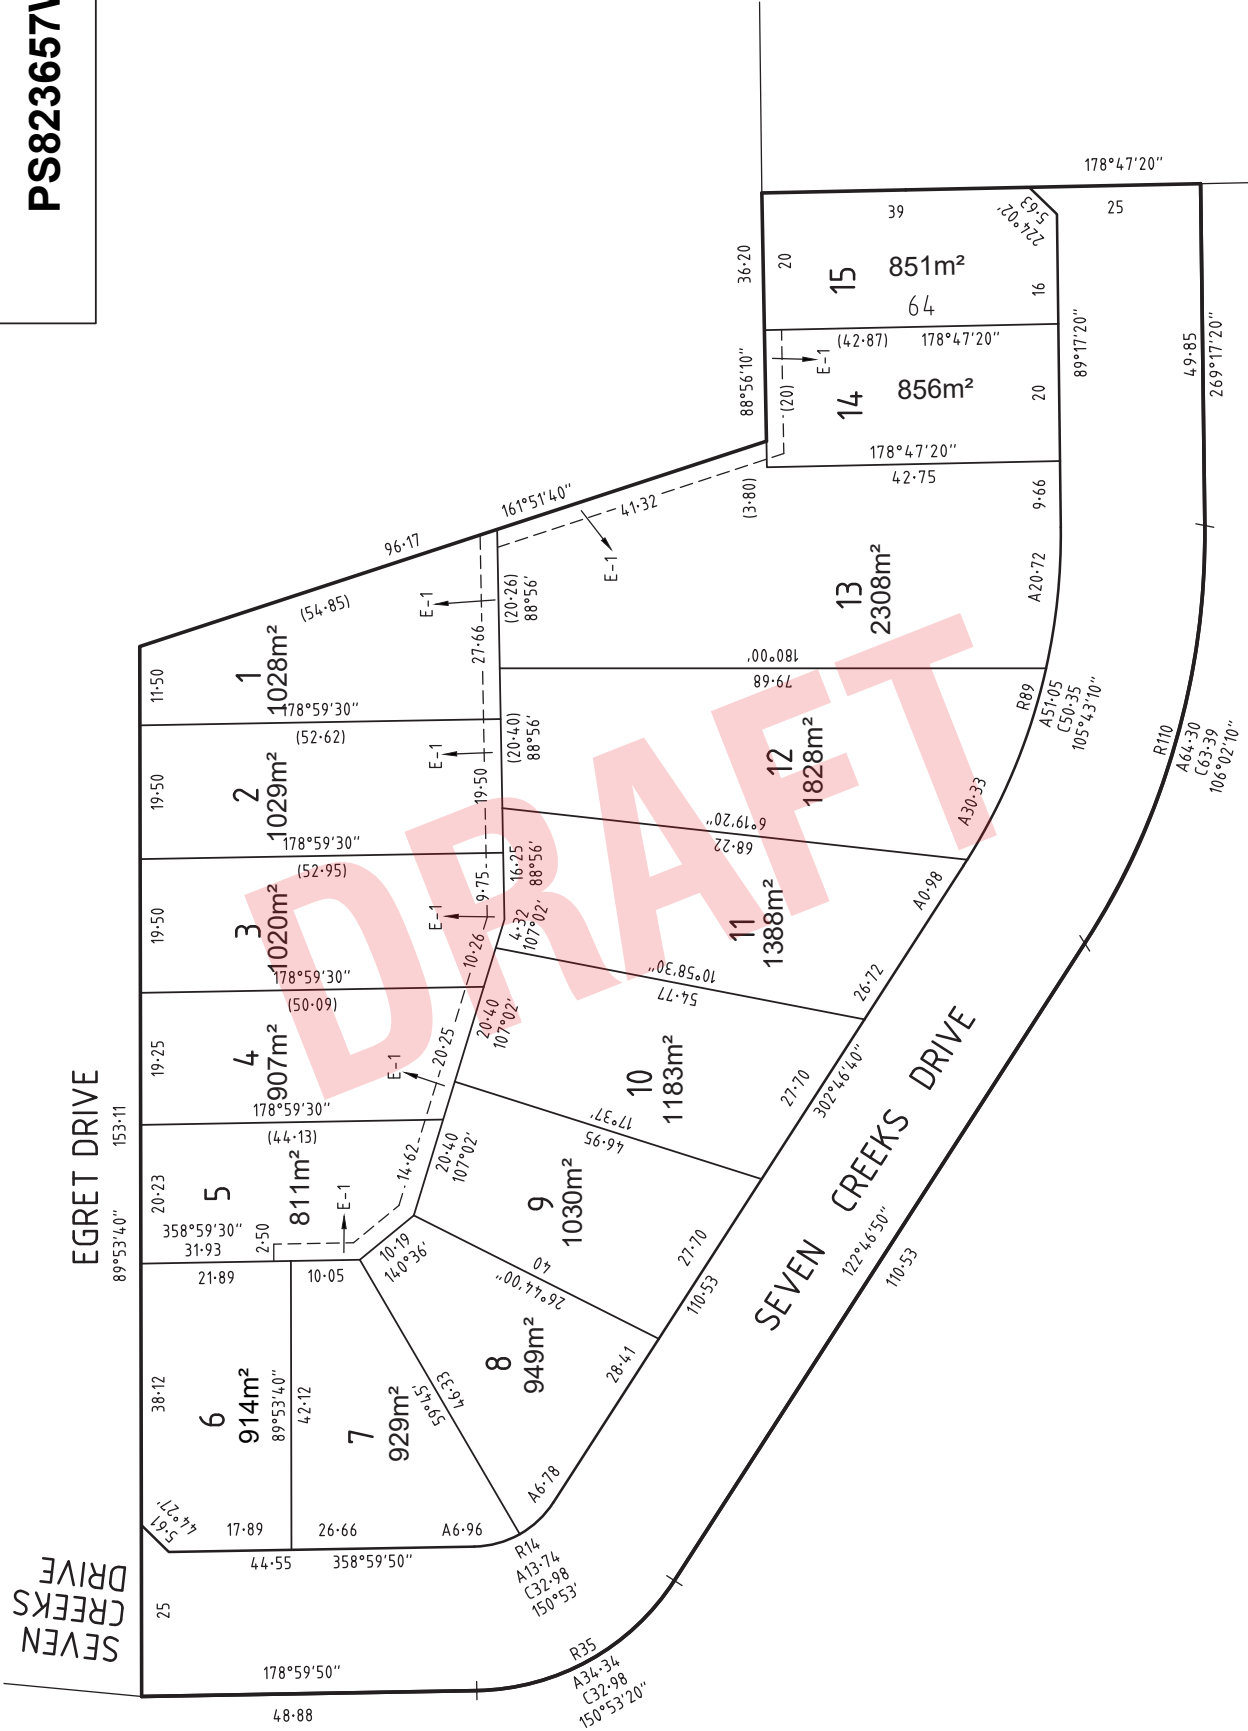 PS823657
178°47'20"
39
5·63
224°02'
25
36·20
20
15
851m²
64
16
89°17'20"
49·85
269°17'20"
88°56'10"
(42·87)
178°47'20"
E-1
(20)
14
856m²
20
178°47'20"
42·75
9·66
161°51'40"
41·32
(3·80)
E-1
96·17
(54·85)
E-1
(20·26)
88°56'
27·66
13
2308m²
A20·72
11·50
1
1028m²
178°59'30"
(52·62)
180°00'
79·68
R89
A51·05
C50·35
105°43'10"
R110
A64·30
C63·39
106°02'10"
19·50
2
1029m²
178°59'30"
(52·95)
E-1
19·50
(20·40)
88°56'
12
1828m²
6°19'20"
68·22
A30·33
19·50
3
1020m²
178°59'30"
(50·09)
E-1
9·75
16·25
88°56'
4·32
107°02'
10·26
11
1388m²
A0·98
10°58'30"
54·77
26·72
EGRET DRIVE
89°53'40"
153·11
19·25
4
907m²
178°59'30"
(44·13)
E-1
20·25
20·40
107°02'
10
1183m²
27·70
302°46'40"
17°37'
46·95
20·23
5
811m²
358°59'30"
31·93
2·50
E-1
14·62
20·40
107°02'
9
1030m²
27·70
110·53
10·19
140°36'
26°44'00"
40
21·89
10·05
38·12
6
914m²
89°53'40"
42·12
7
929m²
59°45'
46·33
8
949m²
28·41
A6·78
5·61
44°27'
17·89
26·66
A6·96
44·55
358°59'50"
R14
A13·74
C32·98
150°53'
SEVEN CREEKS DRIVE
122°46'50"
110·53
SEVEN
CREEKS
DRIVE
25
178°59'50"
48·88
R35
A34·34
C32·98
150°53'20"
DRAFT